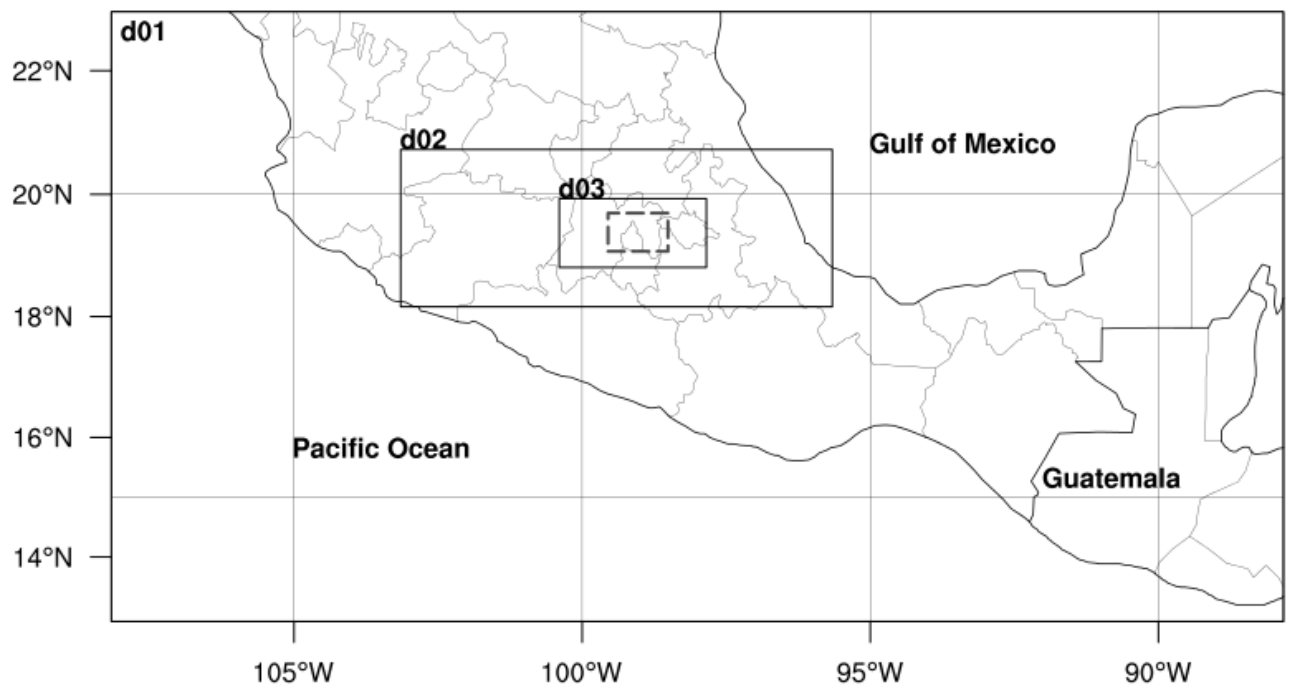 d01
22°N
d02
Gulf of Mexico
20°N
d03
18°N
16°N
Pacific Ocean
Guatemala
14°N
105°W
100°W
95°W
90°W